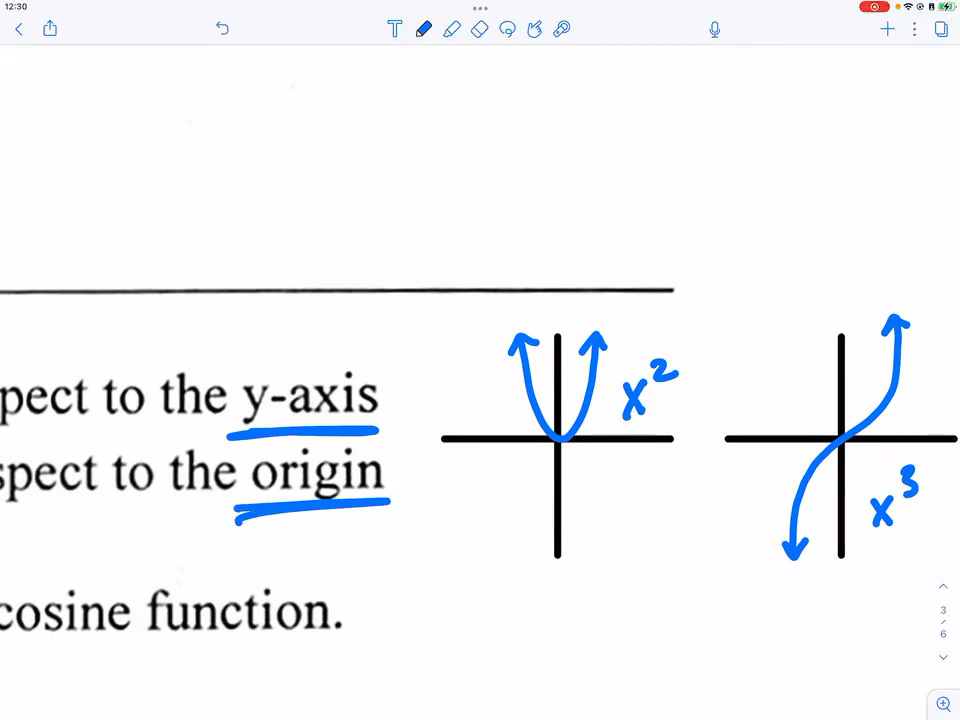 12:30
pect to the y-axis
spect to the origin
cosine function.
x²
x³
3
/
6